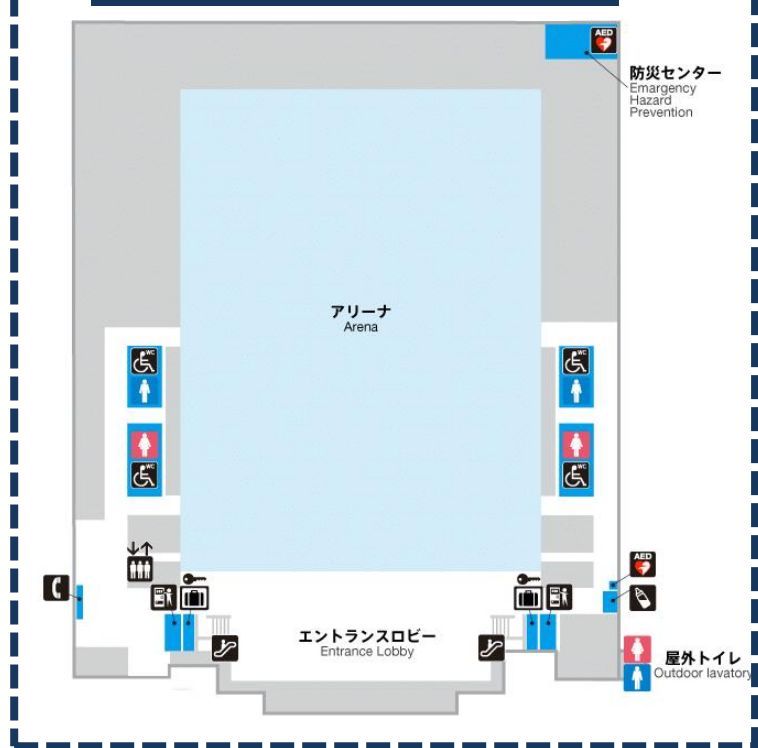 AED
防災センター
Emargency
Hazard
Prevention
アリーナ
Arena
WC
WC
WC
WC
AED
エントランスロビー
Entrance Lobby
屋外トイレ
Outdoor lavatory